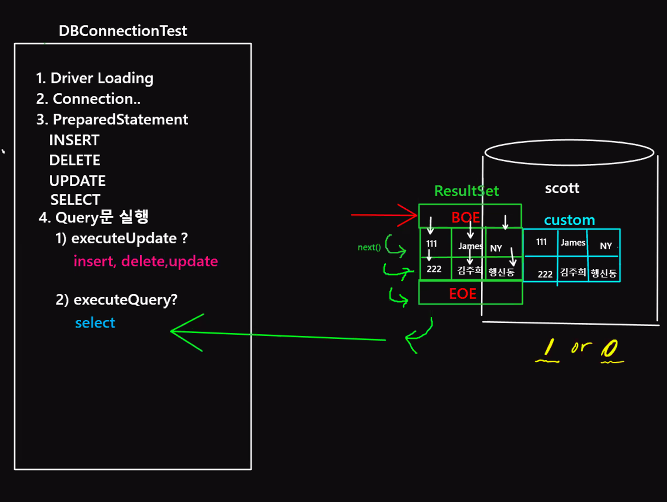 DBConnectionTest
1. Driver Loading
2. Connection..
3. PreparedStatement
INSERT
DELETE
UPDATE
SELECT
4. Query문 실행
1) executeUpdate ?
insert, delete,update
2) executeQuery?
select
ResultSet
BOE
next()
111 James NY
222 김주희 행신동
EOE
scott
custom
111 James NY
222 김주희 행신동
1 or 0